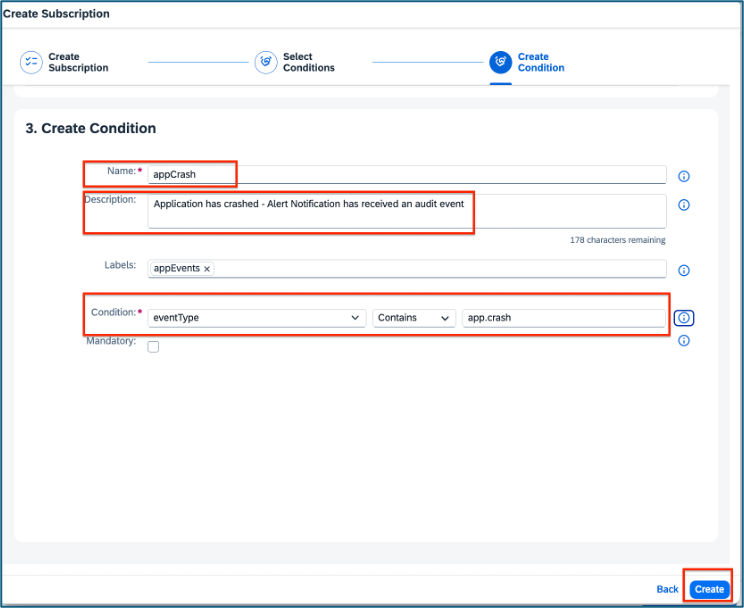 Create Subscription
Create
Subscription
Select
Conditions
Create
Condition
3. Create Condition
Name:* appCrash
Description: Application has crashed - Alert Notification has received an audit event
178 characters remaining
Labels: appEvents ×
Condition:* eventType Contains app.crash
Mandatory:
Back Create